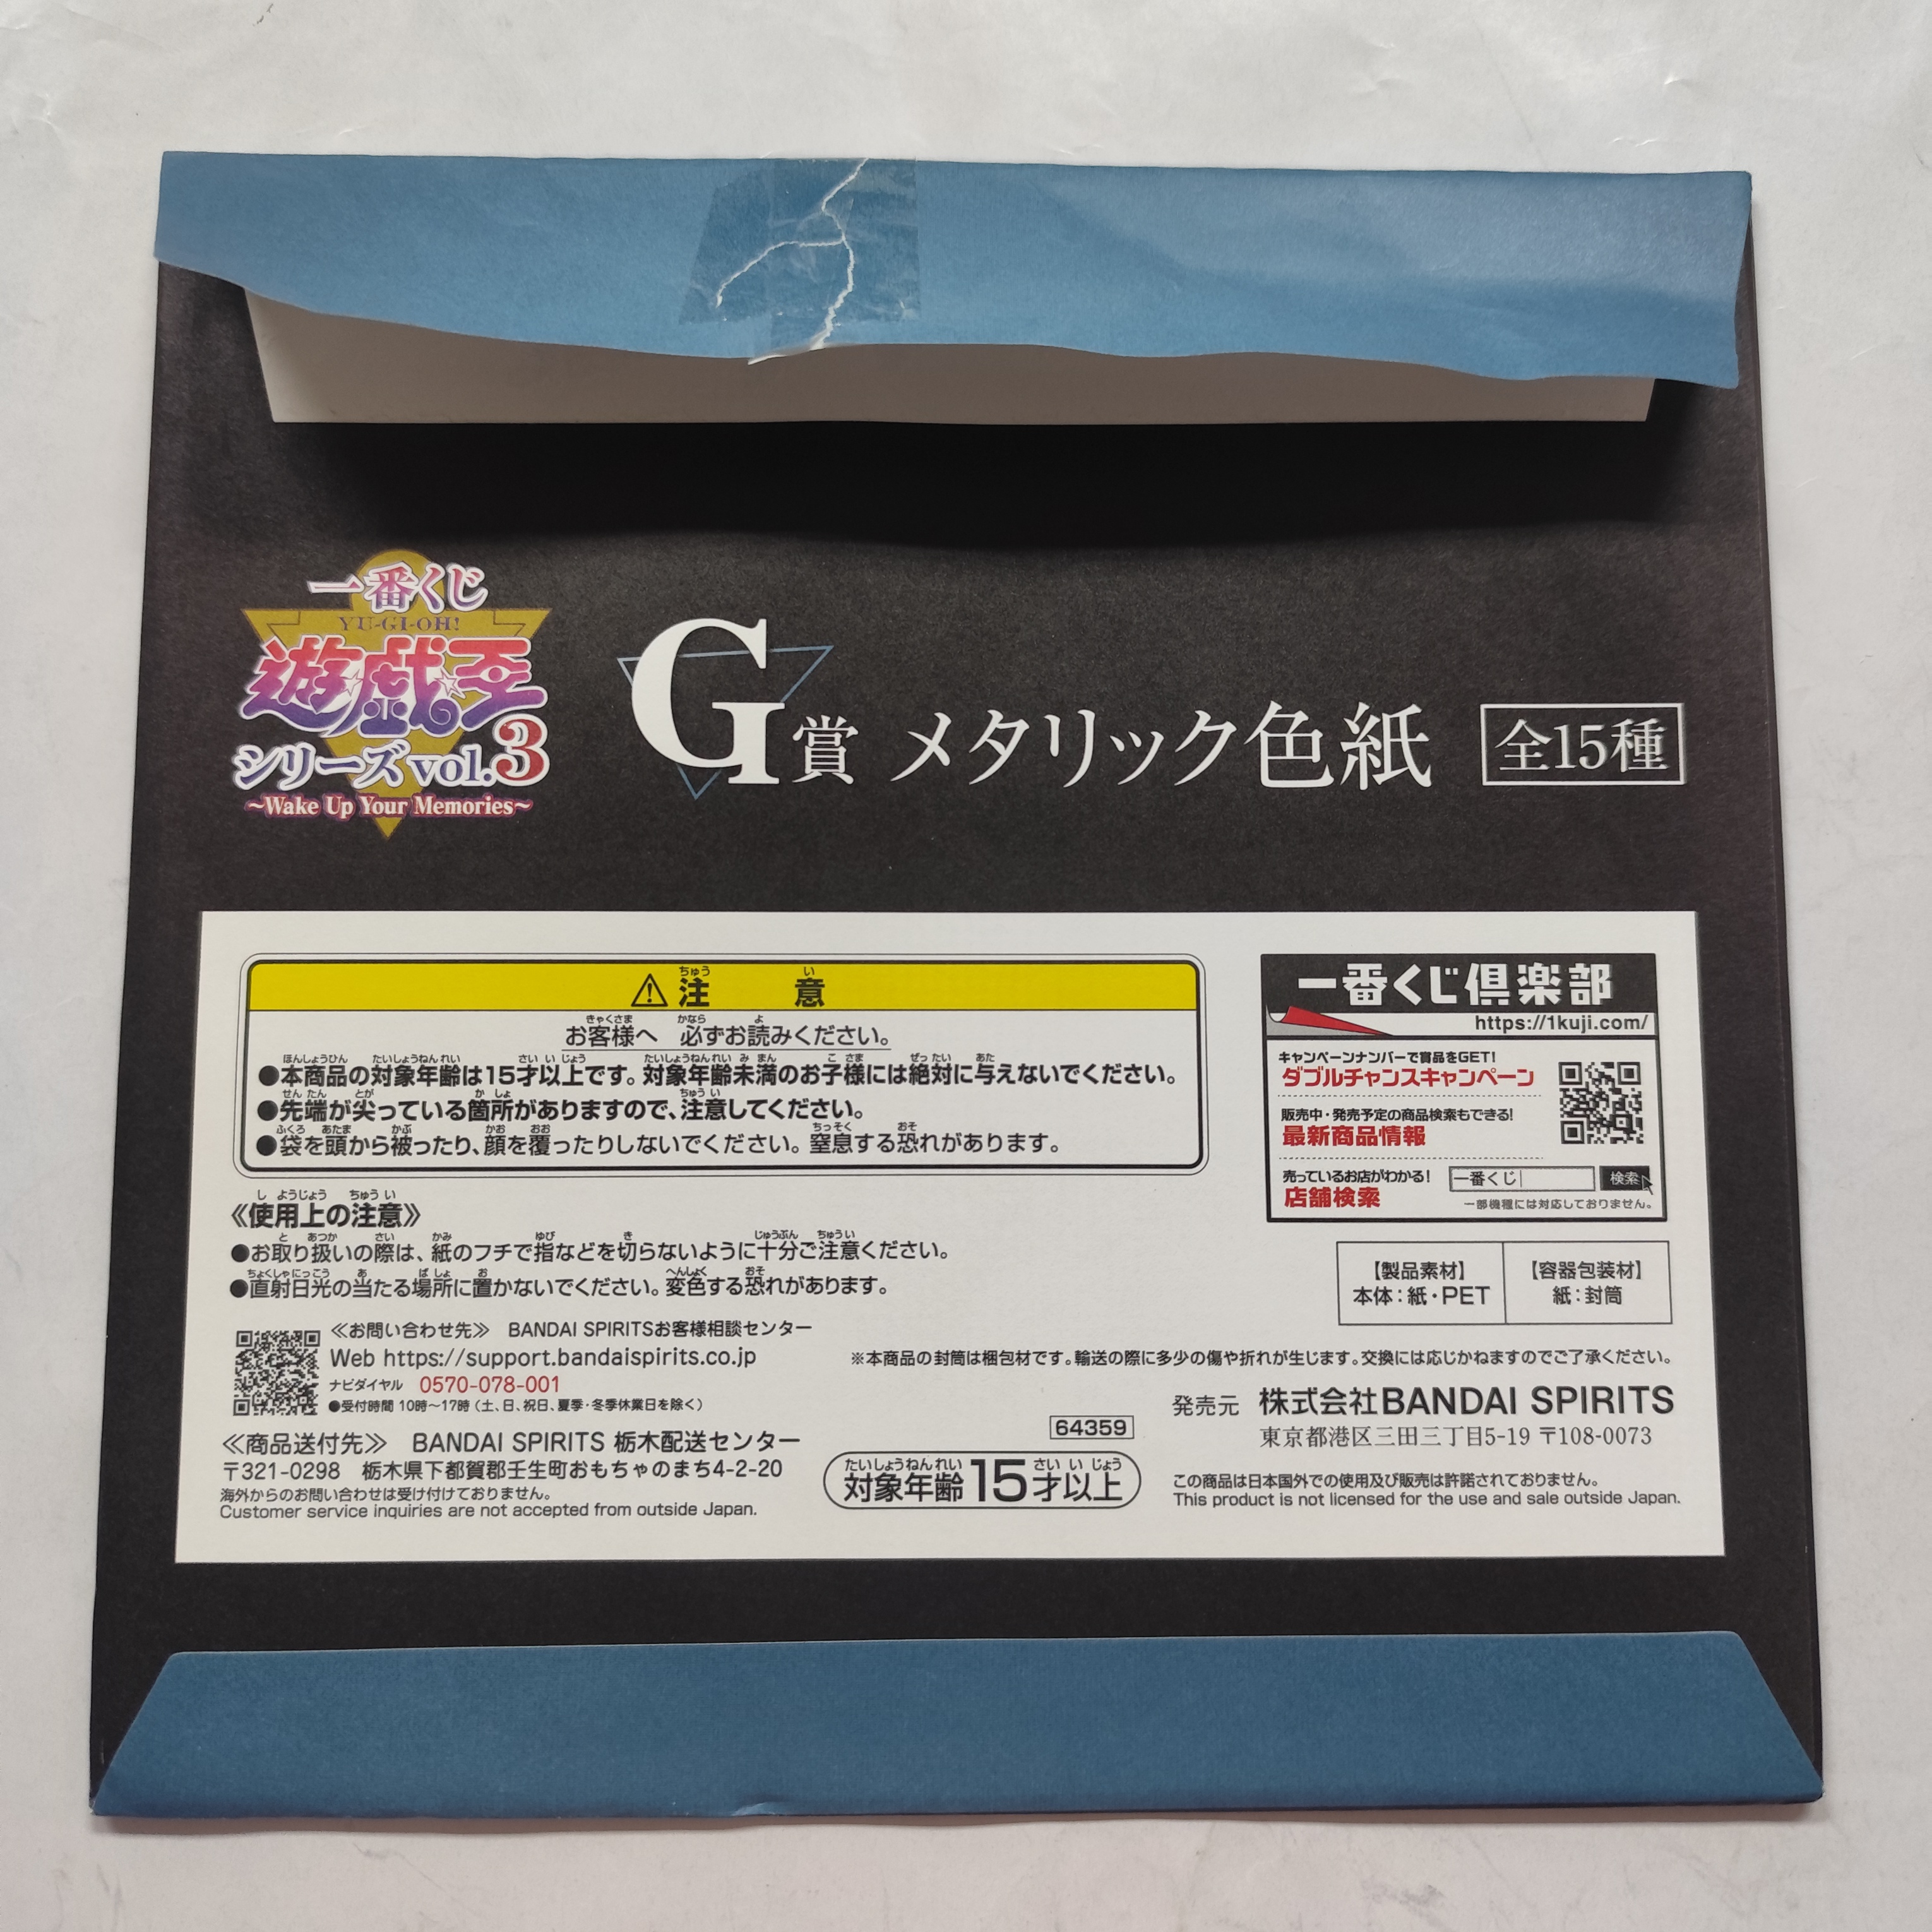 一番くじ
YU-GI-OH!
遊戯王
シリーズ vol.3
~Wake Up Your Memories~
G賞 メタリック色紙 全15種
⚠注意
お客様へ 必ずお読みください。
●本商品の対象年齢は15才以上です。対象年齢未満のお子様には絶対に与えないでください。
●先端が尖っている箇所がありますので、注意してください。
●袋を頭から被ったり、顔を覆ったりしないでください。窒息する恐れがあります。
《使用上の注意》
●お取り扱いの際は、紙のフチで指などを切らないように十分ご注意ください。
●直射日光の当たる場所に置かないでください。変色する恐れがあります。
≪お問い合わせ先≫ BANDAI SPIRITSお客様相談センター
Web https://support.bandaispirits.co.jp
ナビダイヤル 0570-078-001
●受付時間 10時～17時(土、日、祝日、夏季・冬季休業日を除く)
≪商品送付先≫ BANDAI SPIRITS 栃木配送センター
〒321-0298 栃木県下都賀郡壬生町おもちゃのまち4-2-20
海外からのお問い合わせは受け付けておりません。
Customer service inquiries are not accepted from outside Japan.
一番くじ倶楽部
https://1kuji.com/
キャンペーンナンバーで賞品をGET!
ダブルチャンスキャンペーン
販売中・発売予定の商品検索もできる!
最新商品情報
売っているお店がわかる!
店舗検索
一番くじ 検索
一部機種には対応しておりません。
【製品素材】
本体：紙・PET
【容器包装材】
紙：封筒
※本商品の封筒は梱包材です。輸送の際に多少の傷や折れが生じます。交換には応じかねますのでご了承ください。
64359
対象年齢15才以上
発売元 株式会社BANDAI SPIRITS
東京都港区三田三丁目5-19 〒108-0073
この商品は日本国外での使用及び販売は許諾されておりません。
This product is not licensed for the use and sale outside Japan.